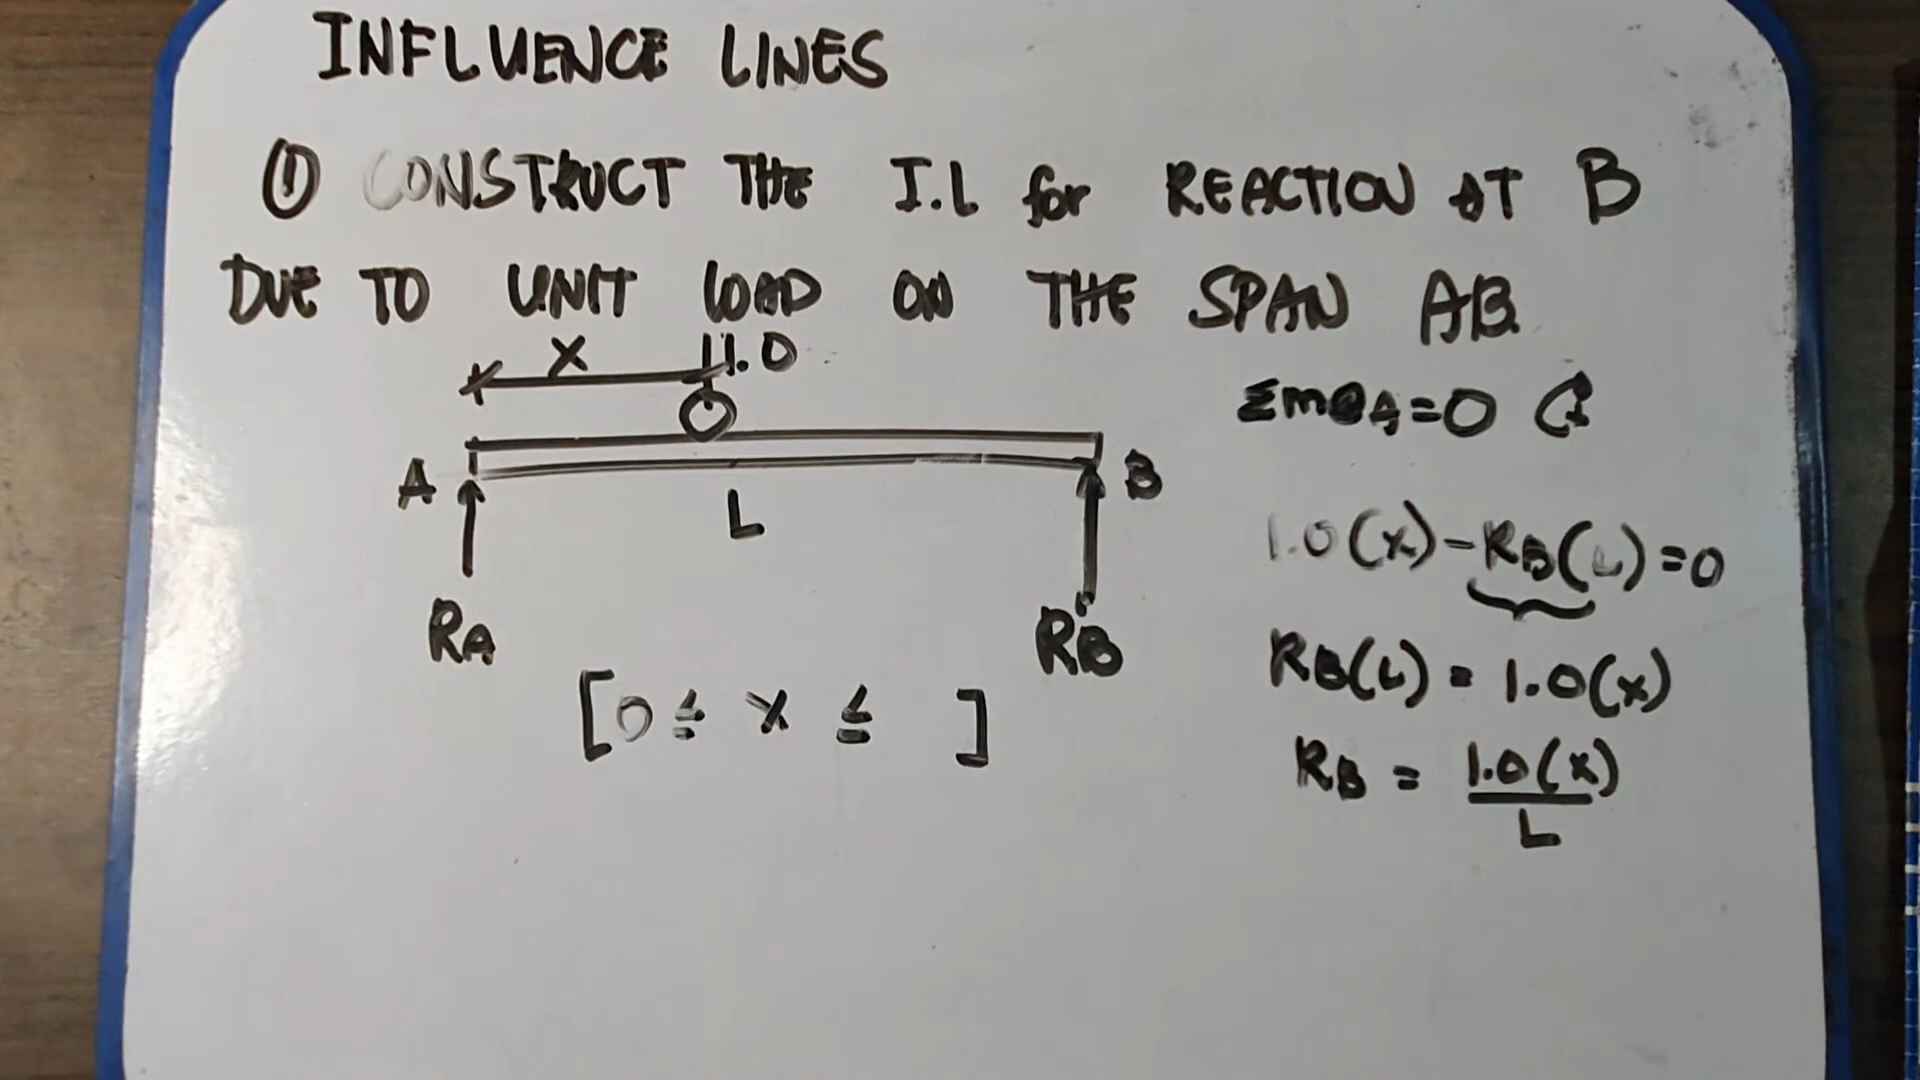 INFLUENCE LINES
① CONSTRUCT THE I.L for REACTION AT B
DUE TO UNIT LOAD ON THE SPAN AB.
x 1.0
A B
L
RA RB
[0 ≤ x ≤ ]
ΣM@A=0
1.0(x)-RB(L)=0
RB(L) = 1.0(x)
RB = 1.0(x)
L